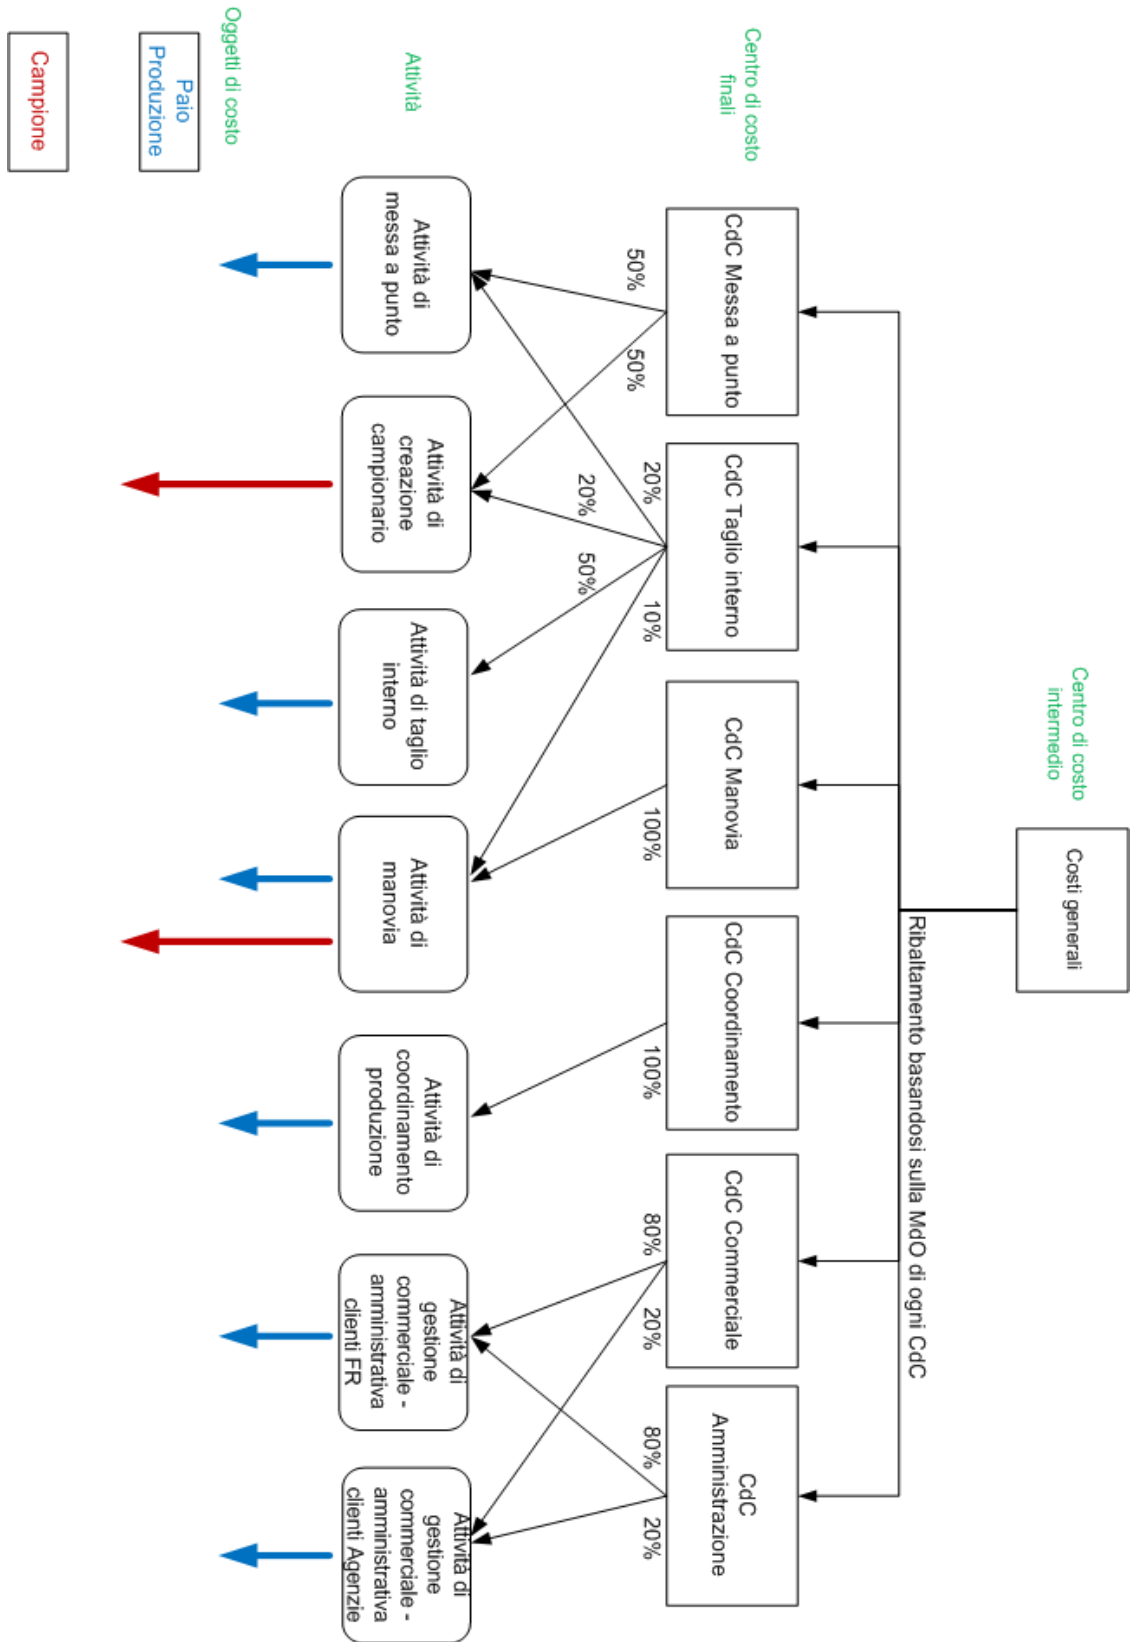 Centro di costo
intermedio
Costi generali
Ribaltamento basandosi sulla MdO di ogni CdC
Centro di costo
finali
CdC Messa a punto
CdC Taglio interno
CdC Manovia
CdC Coordinamento
CdC Commerciale
CdC
Amministrazione
50%
50%
20%
20%
50%
10%
100%
100%
80%
20%
80%
20%
Attività
Attività di
messa a punto
Attività di
creazione
campionario
Attività di taglio
interno
Attività di
manovia
Attività di
coordinamento
produzione
Attività di
gestione
commerciale -
amministrativa
clienti FR
Attività di
gestione
commerciale -
amministrativa
clienti Agenzie
Oggetti di costo
Paio
Produzione
Campione